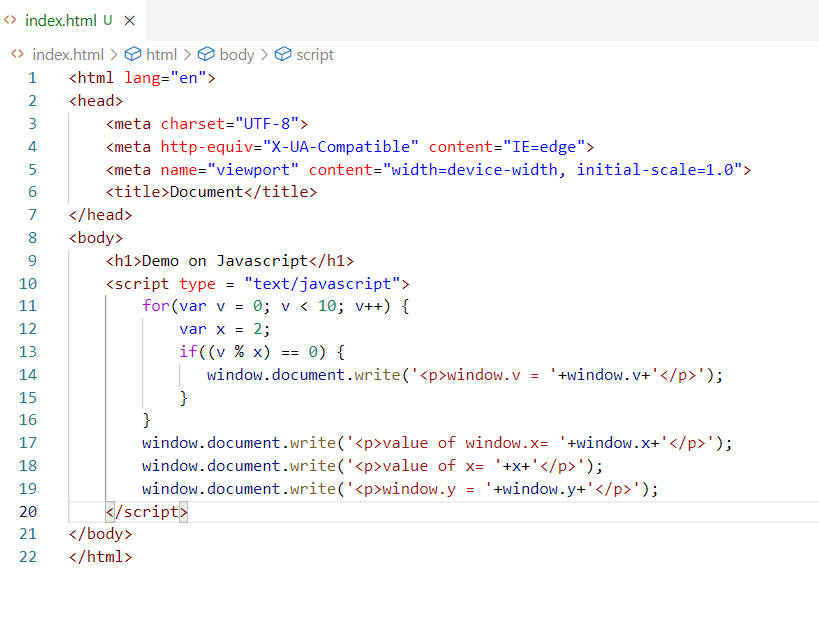 index.html U
index.html > html > body > script
1 <html lang="en">
2 <head>
3     <meta charset="UTF-8">
4     <meta http-equiv="X-UA-Compatible" content="IE=edge">
5     <meta name="viewport" content="width=device-width, initial-scale=1.0">
6     <title>Document</title>
7 </head>
8 <body>
9     <h1>Demo on Javascript</h1>
10     <script type = "text/javascript">
11         for(var v = 0; v < 10; v++) {
12             var x = 2;
13             if((v % x) == 0) {
14                window.document.write('<p>window.v = '+window.v+'</p>');
15             }
16         }
17         window.document.write('<p>value of window.x= '+window.x+'</p>');
18         window.document.write('<p>value of x= '+x+'</p>');
19         window.document.write('<p>window.y = '+window.y+'</p>');
20     </script>
21 </body>
22 </html>